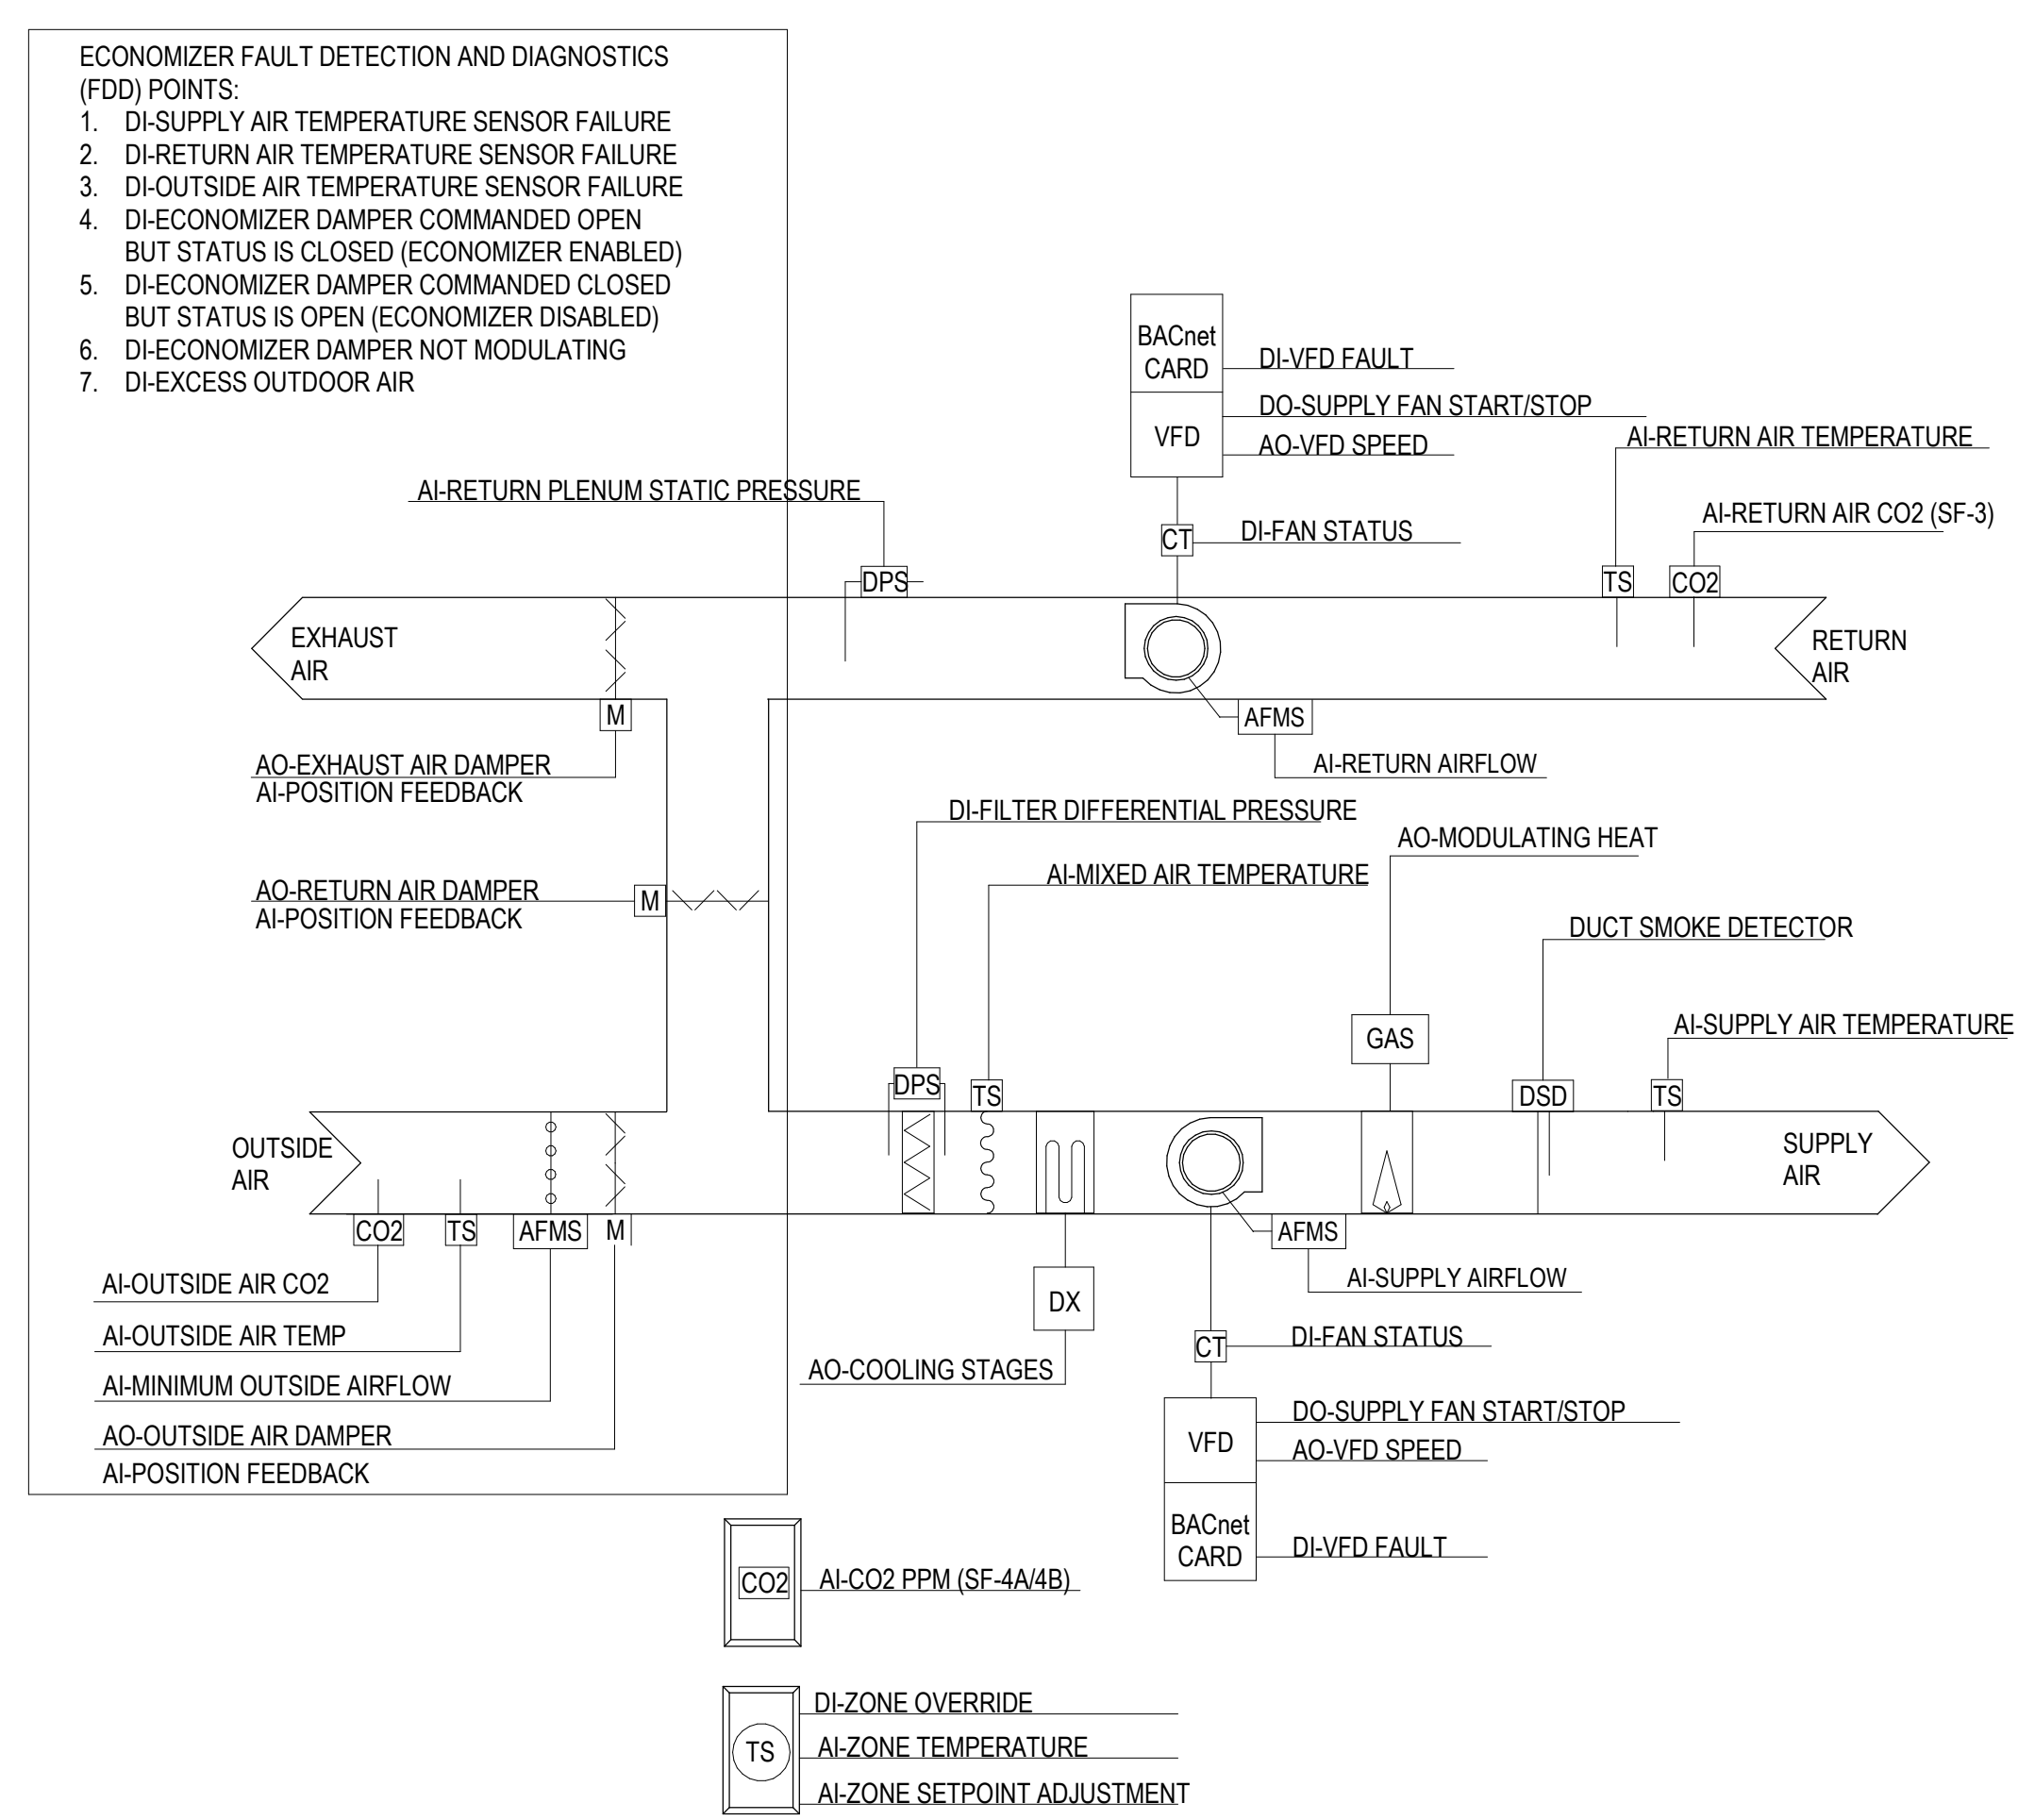 ECONOMIZER FAULT DETECTION AND DIAGNOSTICS
(FDD) POINTS:
1. DI-SUPPLY AIR TEMPERATURE SENSOR FAILURE
2. DI-RETURN AIR TEMPERATURE SENSOR FAILURE
3. DI-OUTSIDE AIR TEMPERATURE SENSOR FAILURE
4. DI-ECONOMIZER DAMPER COMMANDED OPEN
BUT STATUS IS CLOSED (ECONOMIZER ENABLED)
5. DI-ECONOMIZER DAMPER COMMANDED CLOSED
BUT STATUS IS OPEN (ECONOMIZER DISABLED)
6. DI-ECONOMIZER DAMPER NOT MODULATING
7. DI-EXCESS OUTDOOR AIR
BACnet
CARD
DI-VFD FAULT
VFD
DO-SUPPLY FAN START/STOP
AO-VFD SPEED
AI-RETURN AIR TEMPERATURE
AI-RETURN PLENUM STATIC PRESSURE
AI-RETURN AIR CO2 (SF-3)
CT
DI-FAN STATUS
DPS
TS
CO2
EXHAUST
AIR
RETURN
AIR
M
AFMS
AO-EXHAUST AIR DAMPER
AI-POSITION FEEDBACK
AI-RETURN AIRFLOW
DI-FILTER DIFFERENTIAL PRESSURE
AO-MODULATING HEAT
AI-MIXED AIR TEMPERATURE
AO-RETURN AIR DAMPER
AI-POSITION FEEDBACK
M
DUCT SMOKE DETECTOR
GAS
AI-SUPPLY AIR TEMPERATURE
DPS
TS
DSD
TS
OUTSIDE
AIR
SUPPLY
AIR
CO2
TS
AFMS
M
AFMS
AI-OUTSIDE AIR CO2
AI-SUPPLY AIRFLOW
DX
AI-OUTSIDE AIR TEMP
CT
DI-FAN STATUS
AO-COOLING STAGES
AI-MINIMUM OUTSIDE AIRFLOW
AO-OUTSIDE AIR DAMPER
AI-POSITION FEEDBACK
VFD
DO-SUPPLY FAN START/STOP
AO-VFD SPEED
BACnet
CARD
DI-VFD FAULT
CO2
AI-CO2 PPM (SF-4A/4B)
TS
DI-ZONE OVERRIDE
AI-ZONE TEMPERATURE
AI-ZONE SETPOINT ADJUSTMENT